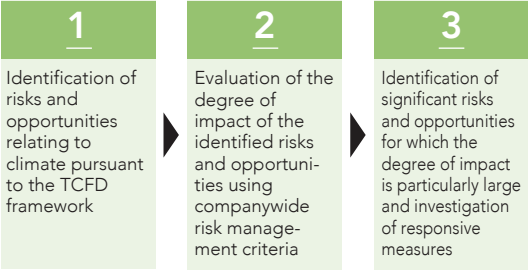 1
Identification of
risks and
opportunities
relating to
climate pursuant
to the TCFD
framework
2
Evaluation of the
degree of
impact of the
identified risks
and opportuni-
ties using
companywide
risk manage-
ment criteria
3
Identification of
significant risks
and opportunities
for which the
degree of impact
is particularly large
and investigation
of responsive
measures